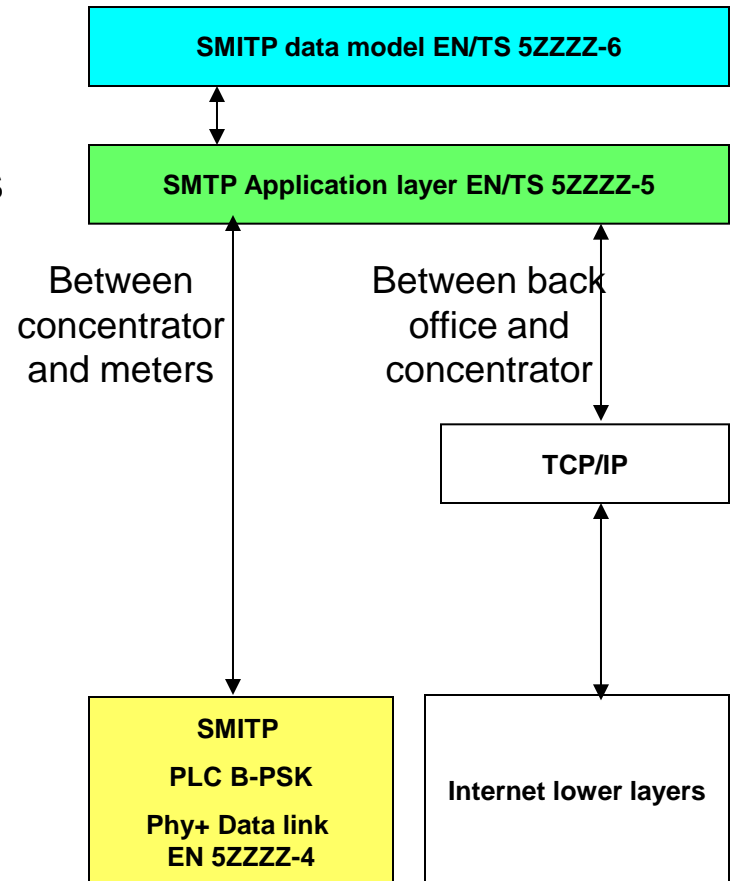 SMITP data model EN/TS 5ZZZZ-6
SMTP Application layer EN/TS 5ZZZZ-5
s
Between
concentrator
and meters
Between back
office and
concentrator
TCP/IP
SMITP
PLC B-PSK
Phy+ Data link
EN 5ZZZZ-4
Internet lower layers